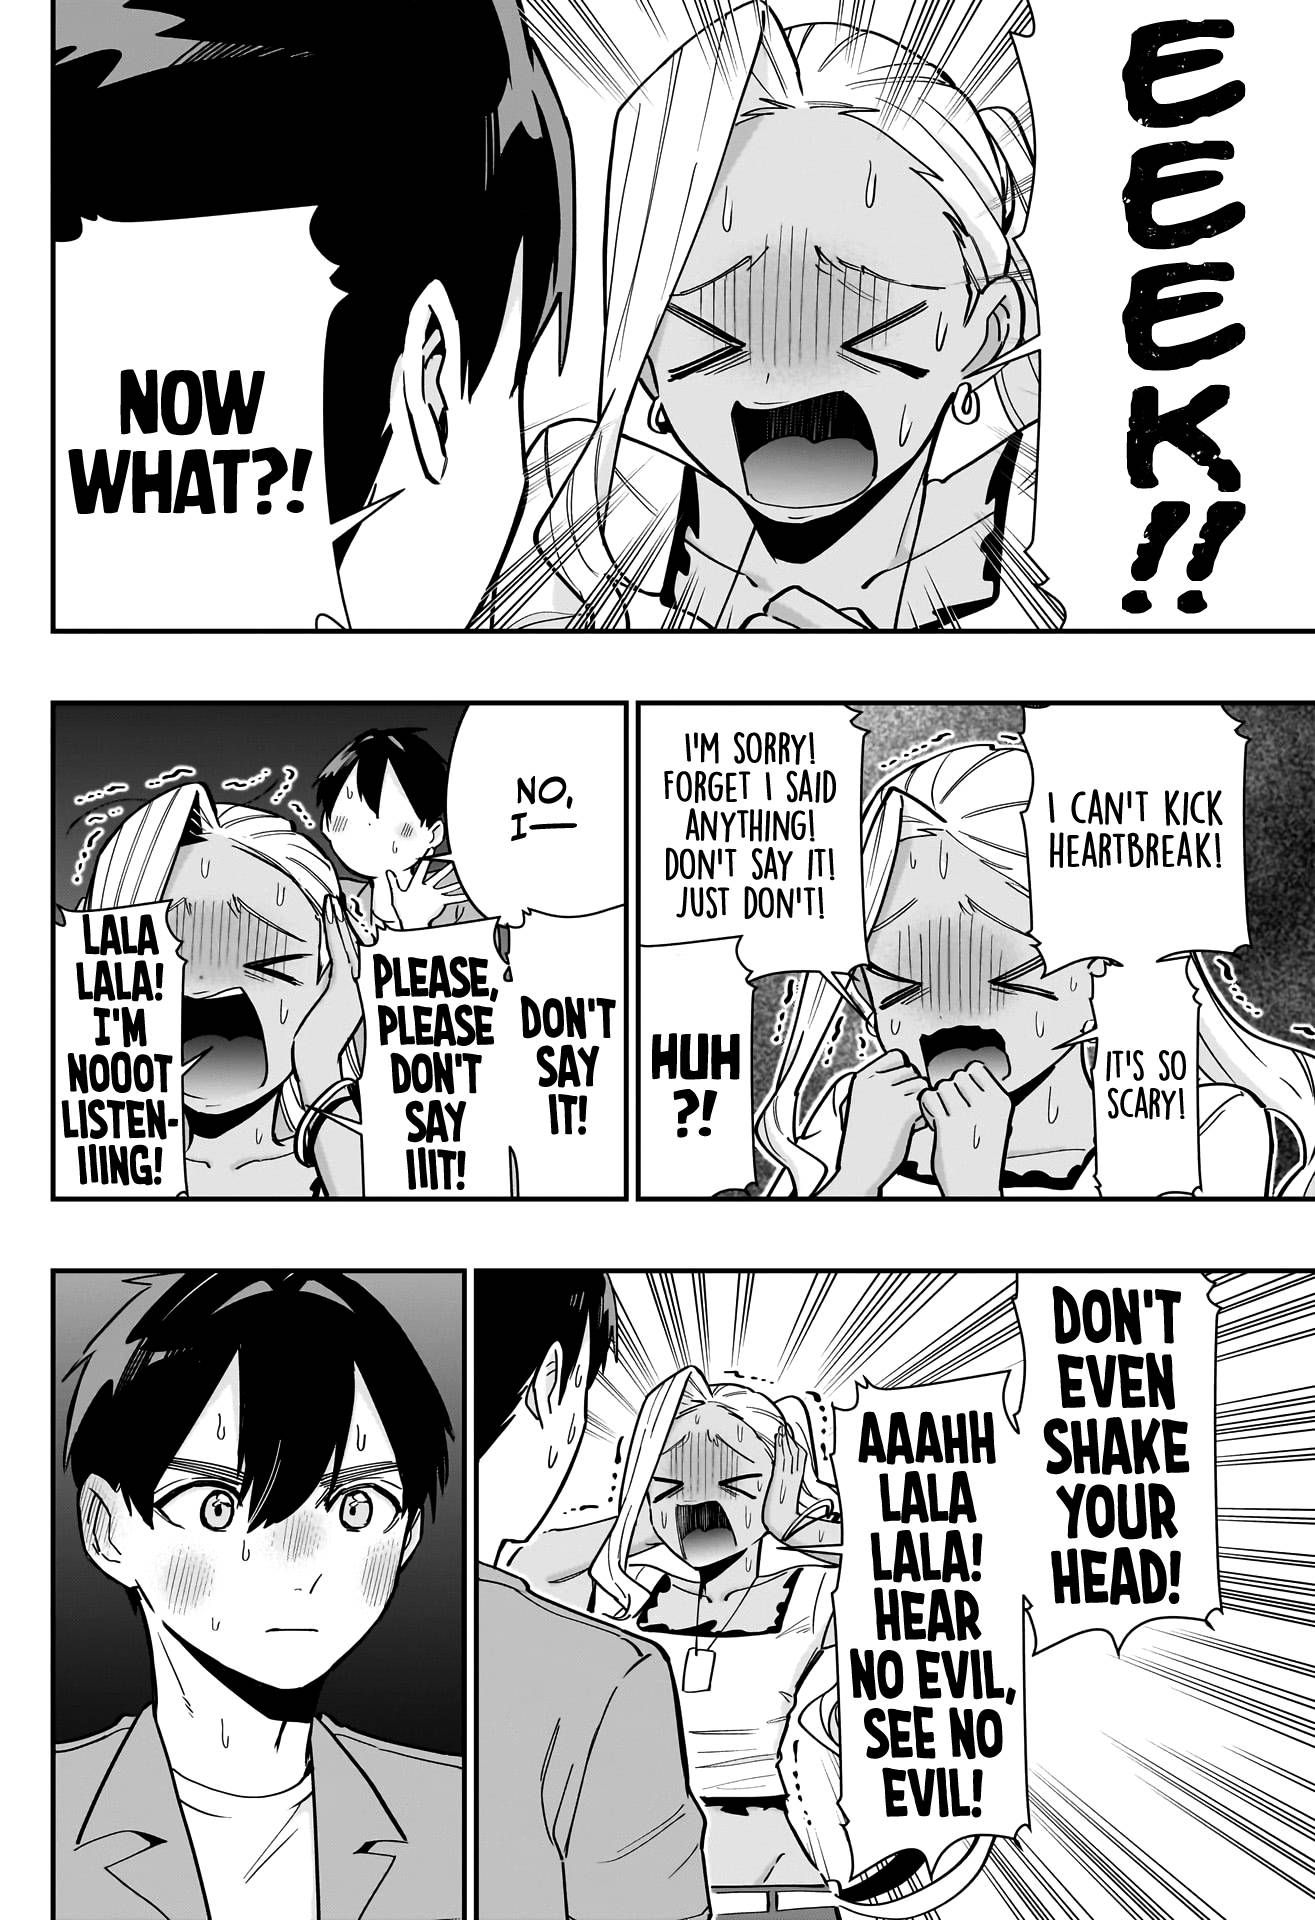 EEEK!!
NOW
WHAT?!
I CAN'T KICK
HEARTBREAK!
IT'S SO
SCARY!
I'M SORRY!
FORGET I SAID
ANYTHING!
DON'T SAY IT!
JUST DON'T!
HUH
?!
NO,
I—
DON'T
SAY
IT!
PLEASE,
PLEASE
DON'T
SAY
IIIT!
LALA
LALA!
I'M
NOOOT
LISTEN-
IIING!
DON'T
EVEN
SHAKE
YOUR
HEAD!
AAAHH
LALA
LALA!
HEAR
NO EVIL,
SEE NO
EVIL!